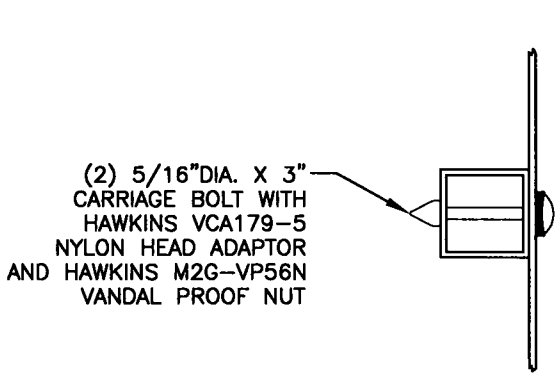 (2) 5/16"DIA. X 3"
CARRIAGE BOLT WITH
HAWKINS VCA179-5
NYLON HEAD ADAPTOR
AND HAWKINS M2G-VP56N
VANDAL PROOF NUT